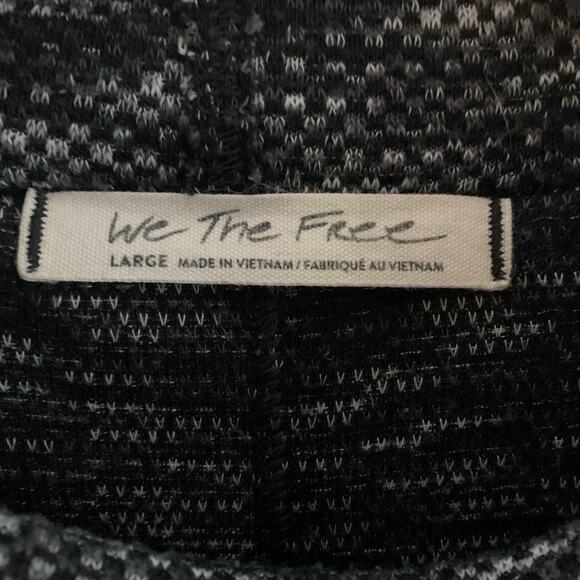 We The Free
LARGE MADE IN VIETNAM / FABRIQUÉ AU VIETNAM